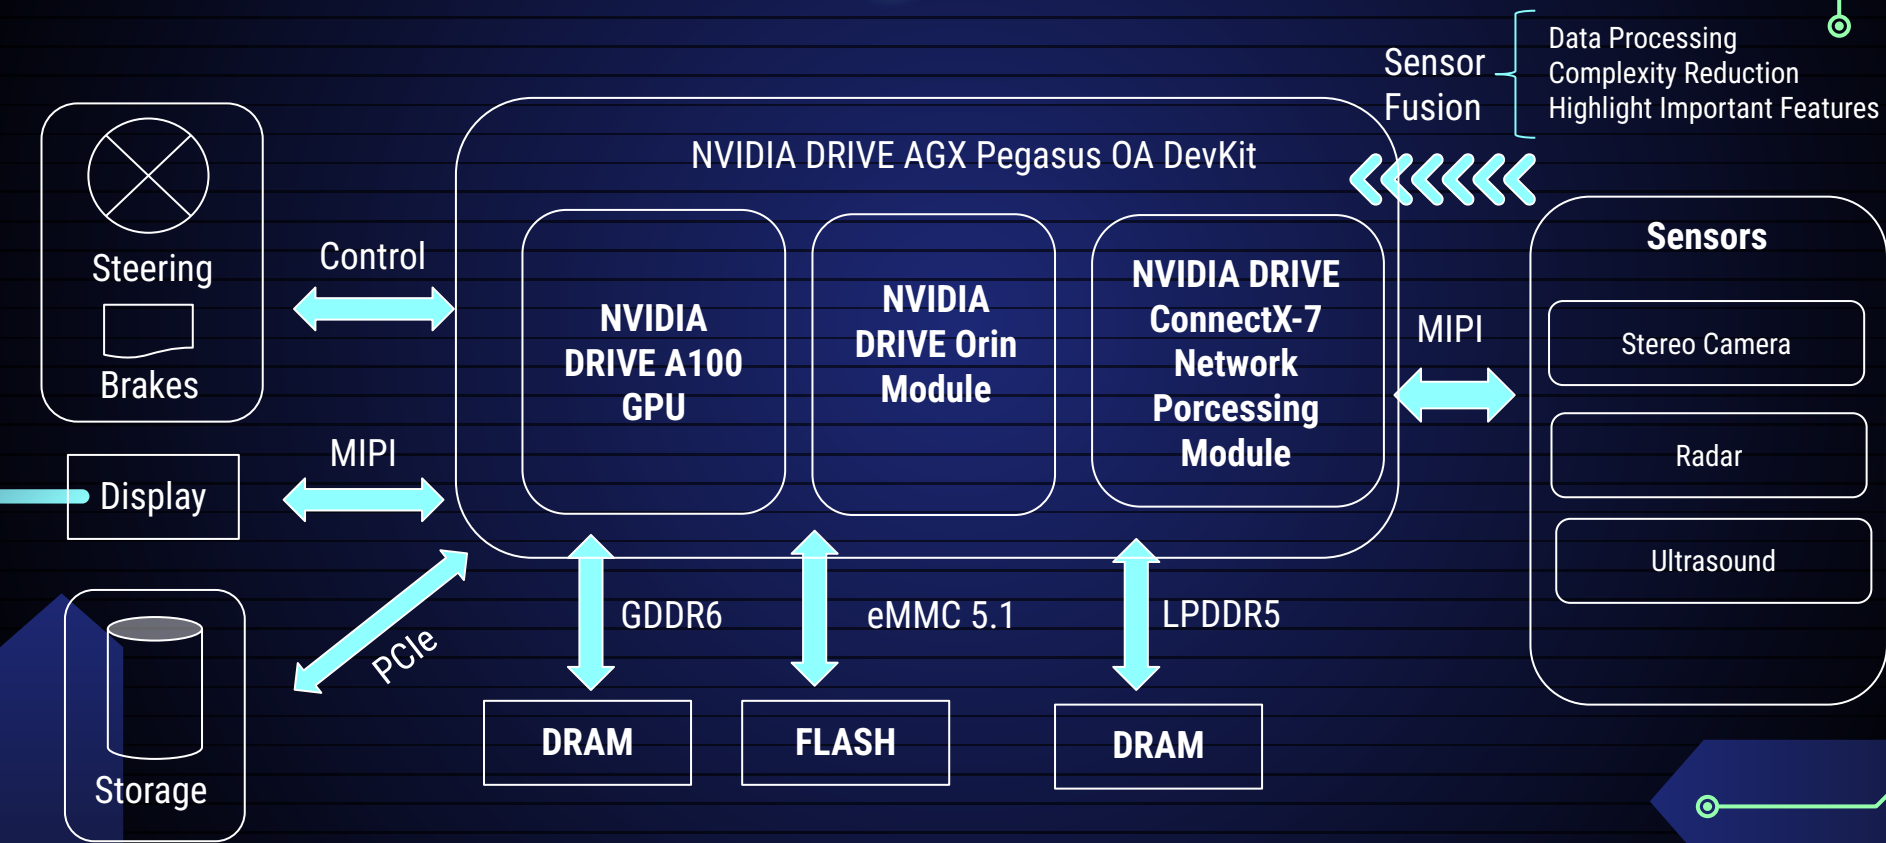 Sensor
Fusion
Data Processing
Complexity Reduction
Highlight Important Features
NVIDIA DRIVE AGX Pegasus OA DevKit
Steering
Brakes
Control
NVIDIA
DRIVE A100
GPU
NVIDIA
DRIVE Orin
Module
NVIDIA DRIVE
ConnectX-7
Network
Porcessing
Module
MIPI
Sensors
Stereo Camera
Radar
Ultrasound
MIPI
Display
PCIe
GDDR6
eMMC 5.1
LPDDR5
Storage
DRAM
FLASH
DRAM